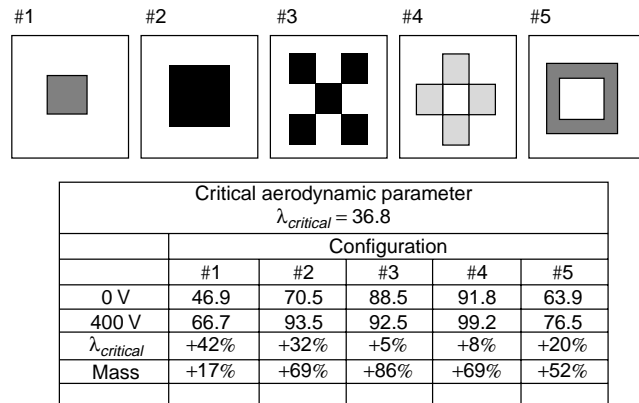 #1 #2 #3 #4 #5
Critical aerodynamic parameter
λcritical = 36.8
Configuration
#1 #2 #3 #4 #5
0 V 46.9 70.5 88.5 91.8 63.9
400 V 66.7 93.5 92.5 99.2 76.5
λcritical +42% +32% +5% +8% +20%
Mass +17% +69% +86% +69% +52%